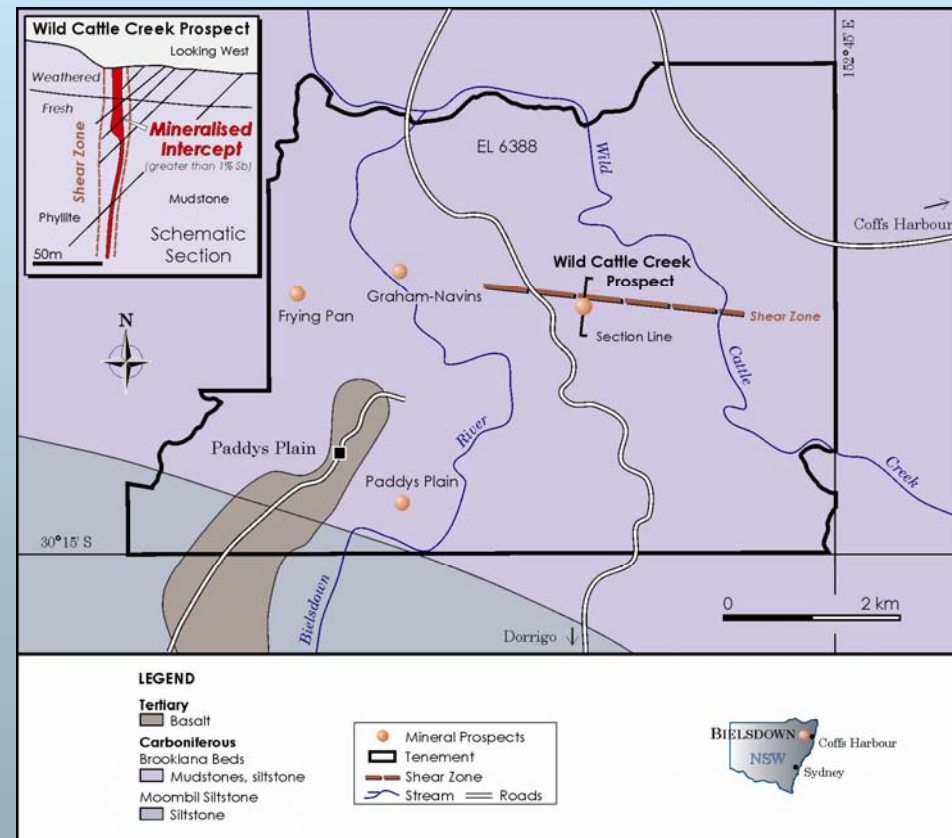 Wild Cattle Creek Prospect
Looking West
Weathered
Fresh
Shear Zone
Mineralised
Intercept
(greater than 1% Sb)
Phyllite
Mudstone
Schematic
Section
50m
152°45' E
EL 6388
Wild
Coffs Harbour
Wild Cattle Creek
Prospect
Graham-Navins
Frying Pan
Shear Zone
Section Line
N
Cattle
River
Paddys Plain
Creek
Paddys Plain
30°15' S
0 2 km
Bielsdown
Dorrigo
LEGEND
Tertiary
Basalt
Carboniferous
Brooklana Beds
Mudstones, siltstone
Moombil Siltstone
Siltstone
Mineral Prospects
Tenement
Shear Zone
Stream Roads
BIELSDOWN
Coffs Harbour
NSW
Sydney